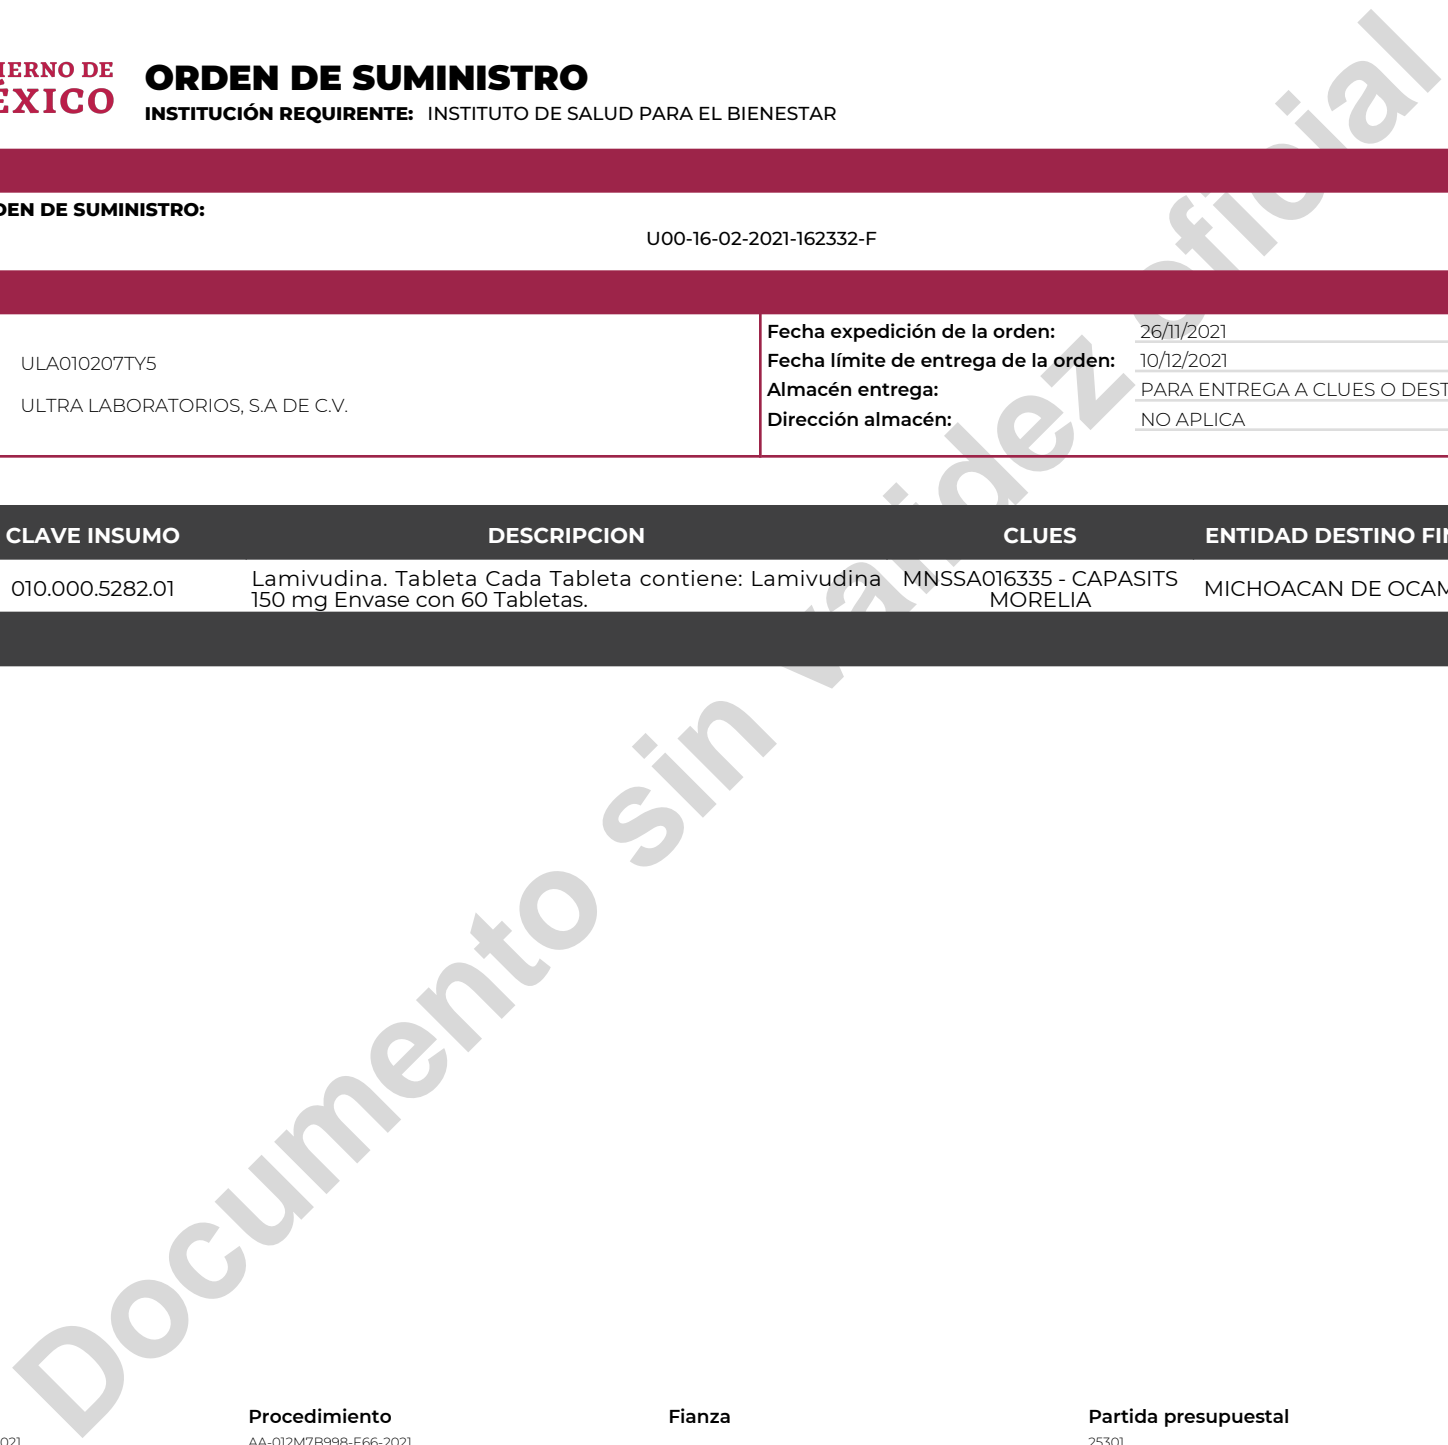 IERNO DE
ÉXICO
ORDEN DE SUMINISTRO
INSTITUCIÓN REQUIRENTE: INSTITUTO DE SALUD PARA EL BIENESTAR
DEN DE SUMINISTRO:
U00-16-02-2021-162332-F
ULA010207TY5
ULTRA LABORATORIOS, S.A DE C.V.
Fecha expedición de la orden: 26/11/2021
Fecha límite de entrega de la orden: 10/12/2021
Almacén entrega: PARA ENTREGA A CLUES O DEST
Dirección almacén: NO APLICA
CLAVE INSUMO DESCRIPCION CLUES ENTIDAD DESTINO FIN
010.000.5282.01
Lamivudina. Tableta Cada Tableta contiene: Lamivudina
150 mg Envase con 60 Tabletas.
MNSSA016335 - CAPASITS
MORELIA
MICHOACAN DE OCAM
Documento sin validez oficial
Procedimiento Fianza Partida presupuestal
021 AA-012M7B998-E66-2021 25301